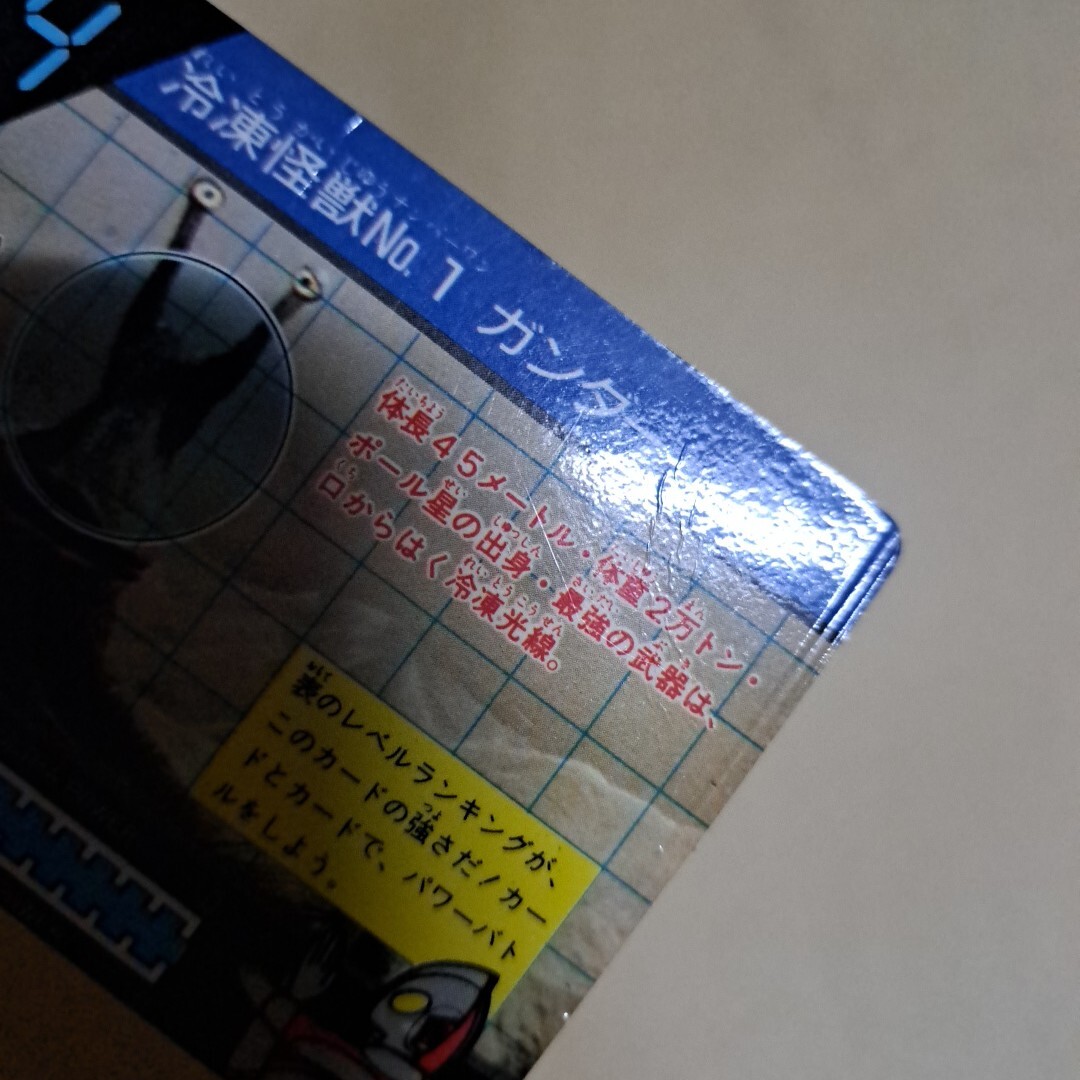 4
冷凍怪獣No.1 ガンダー
体長45メートル・体重2万トン・
ポール星の出身・最強の武器は、
口からはく冷凍光線。
表のレベルランキングが、
このカードの強さだ!カー
ドとカードで、パワーバト
ルをしよう。